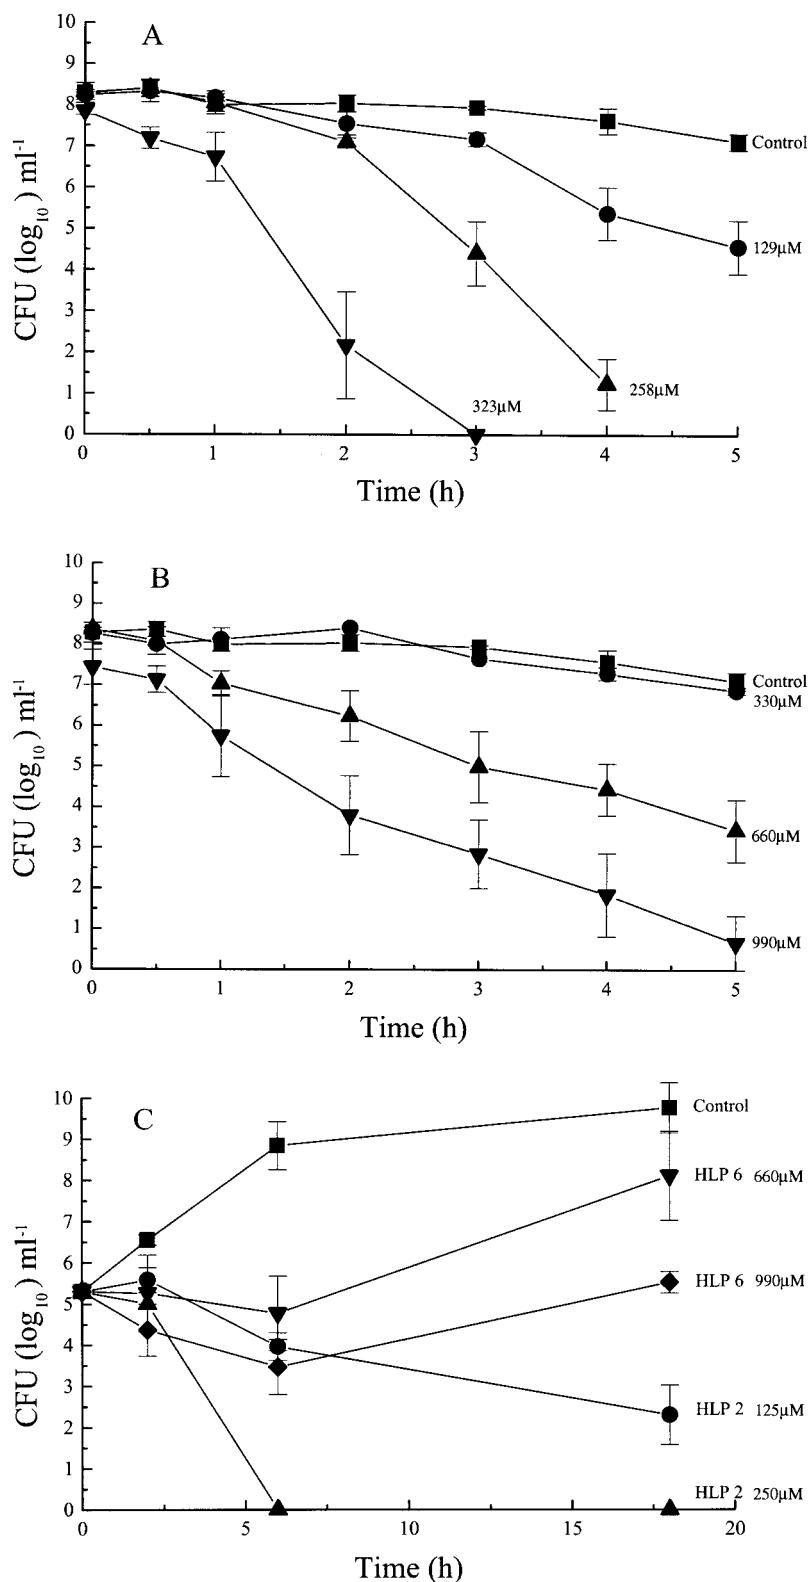 A
10
9
8
7
6
5
4
3
2
1
0
CFU (log10) ml-1
Control
129µM
258µM
323µM
0 1 2 3 4 5
Time (h)
B
10
9
8
7
6
5
4
3
2
1
0
CFU (log10) ml-1
Control
330µM
660µM
990µM
0 1 2 3 4 5
Time (h)
C
10
9
8
7
6
5
4
3
2
1
0
CFU (log10) ml-1
Control
HLP 6 660µM
HLP 6 990µM
HLP 2 125µM
HLP 2 250µM
0 5 10 15 20
Time (h)